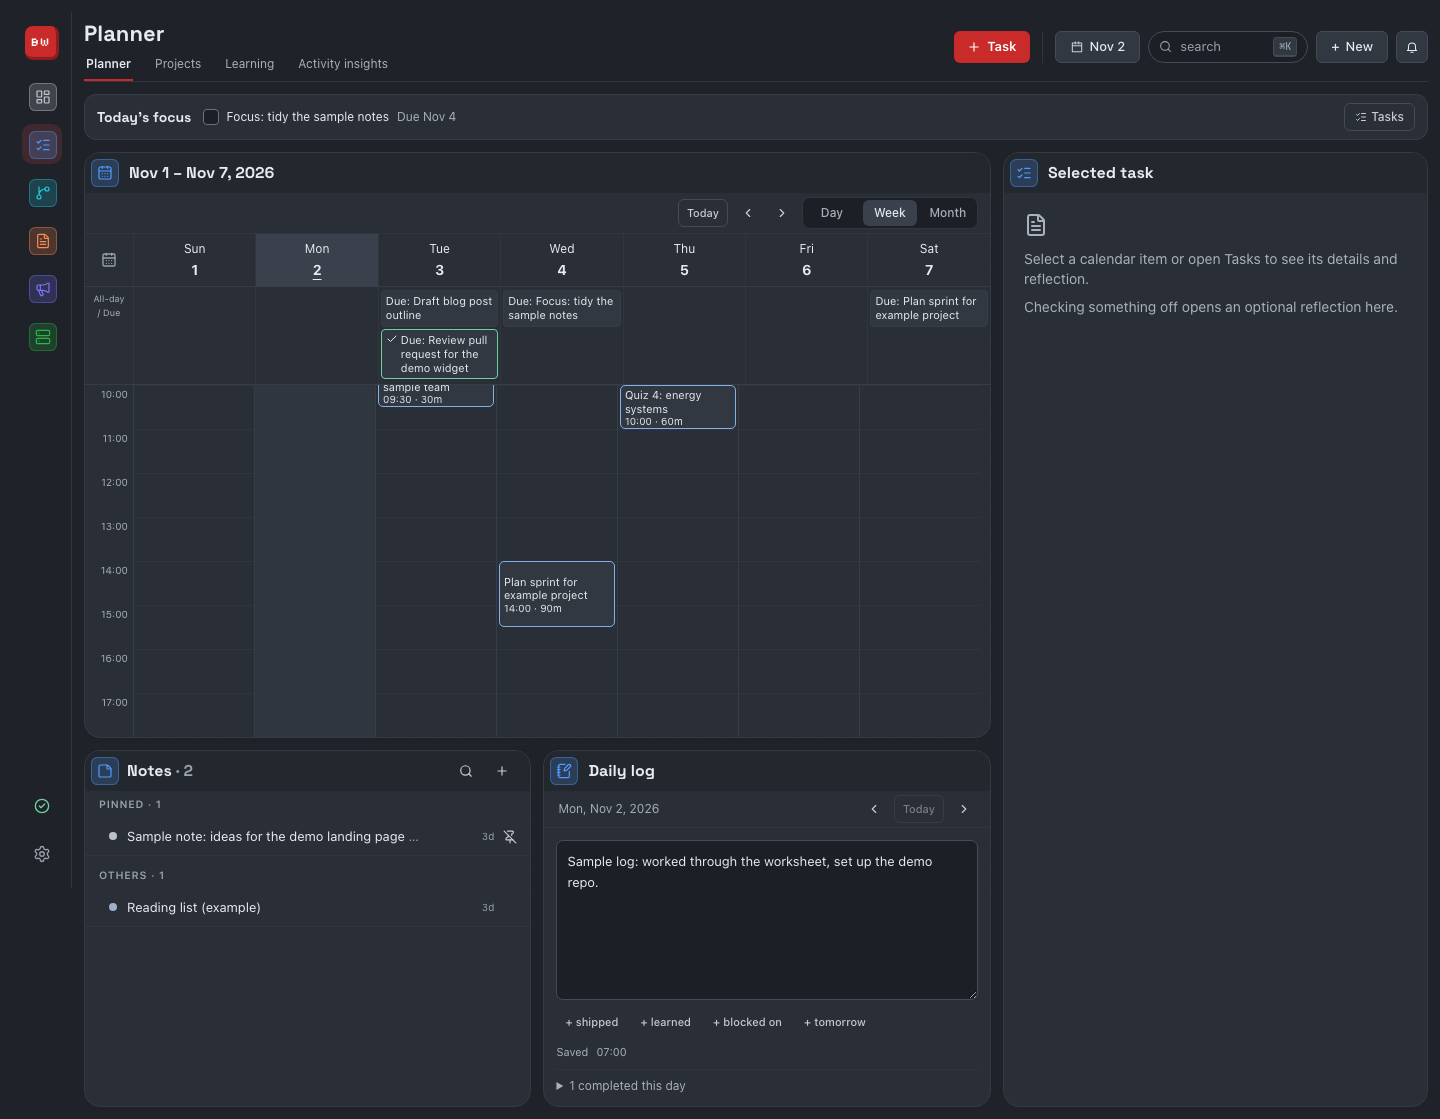 BW
Planner
Planner Projects Learning Activity insights
+ Task
Nov 2
search ⌘K
+ New
Today's focus
Focus: tidy the sample notes Due Nov 4
Tasks
Nov 1 – Nov 7, 2026
Today
Day Week Month
Sun Mon Tue Wed Thu Fri Sat
1 2 3 4 5 6 7
All-day
/ Due
Due: Draft blog post
outline
Due: Review pull
request for the
demo widget
Due: Focus: tidy the
sample notes
Due: Plan sprint for
example project
10:00
11:00
12:00
13:00
14:00
15:00
16:00
17:00
sample team
09:30 · 30m
Plan sprint for
example project
14:00 · 90m
Quiz 4: energy
systems
10:00 · 60m
Selected task
Select a calendar item or open Tasks to see its details and
reflection.
Checking something off opens an optional reflection here.
Notes · 2
PINNED · 1
Sample note: ideas for the demo landing page ... 3d
OTHERS · 1
Reading list (example) 3d
Daily log
Mon, Nov 2, 2026
Today
Sample log: worked through the worksheet, set up the demo
repo.
+ shipped + learned + blocked on + tomorrow
Saved 07:00
1 completed this day